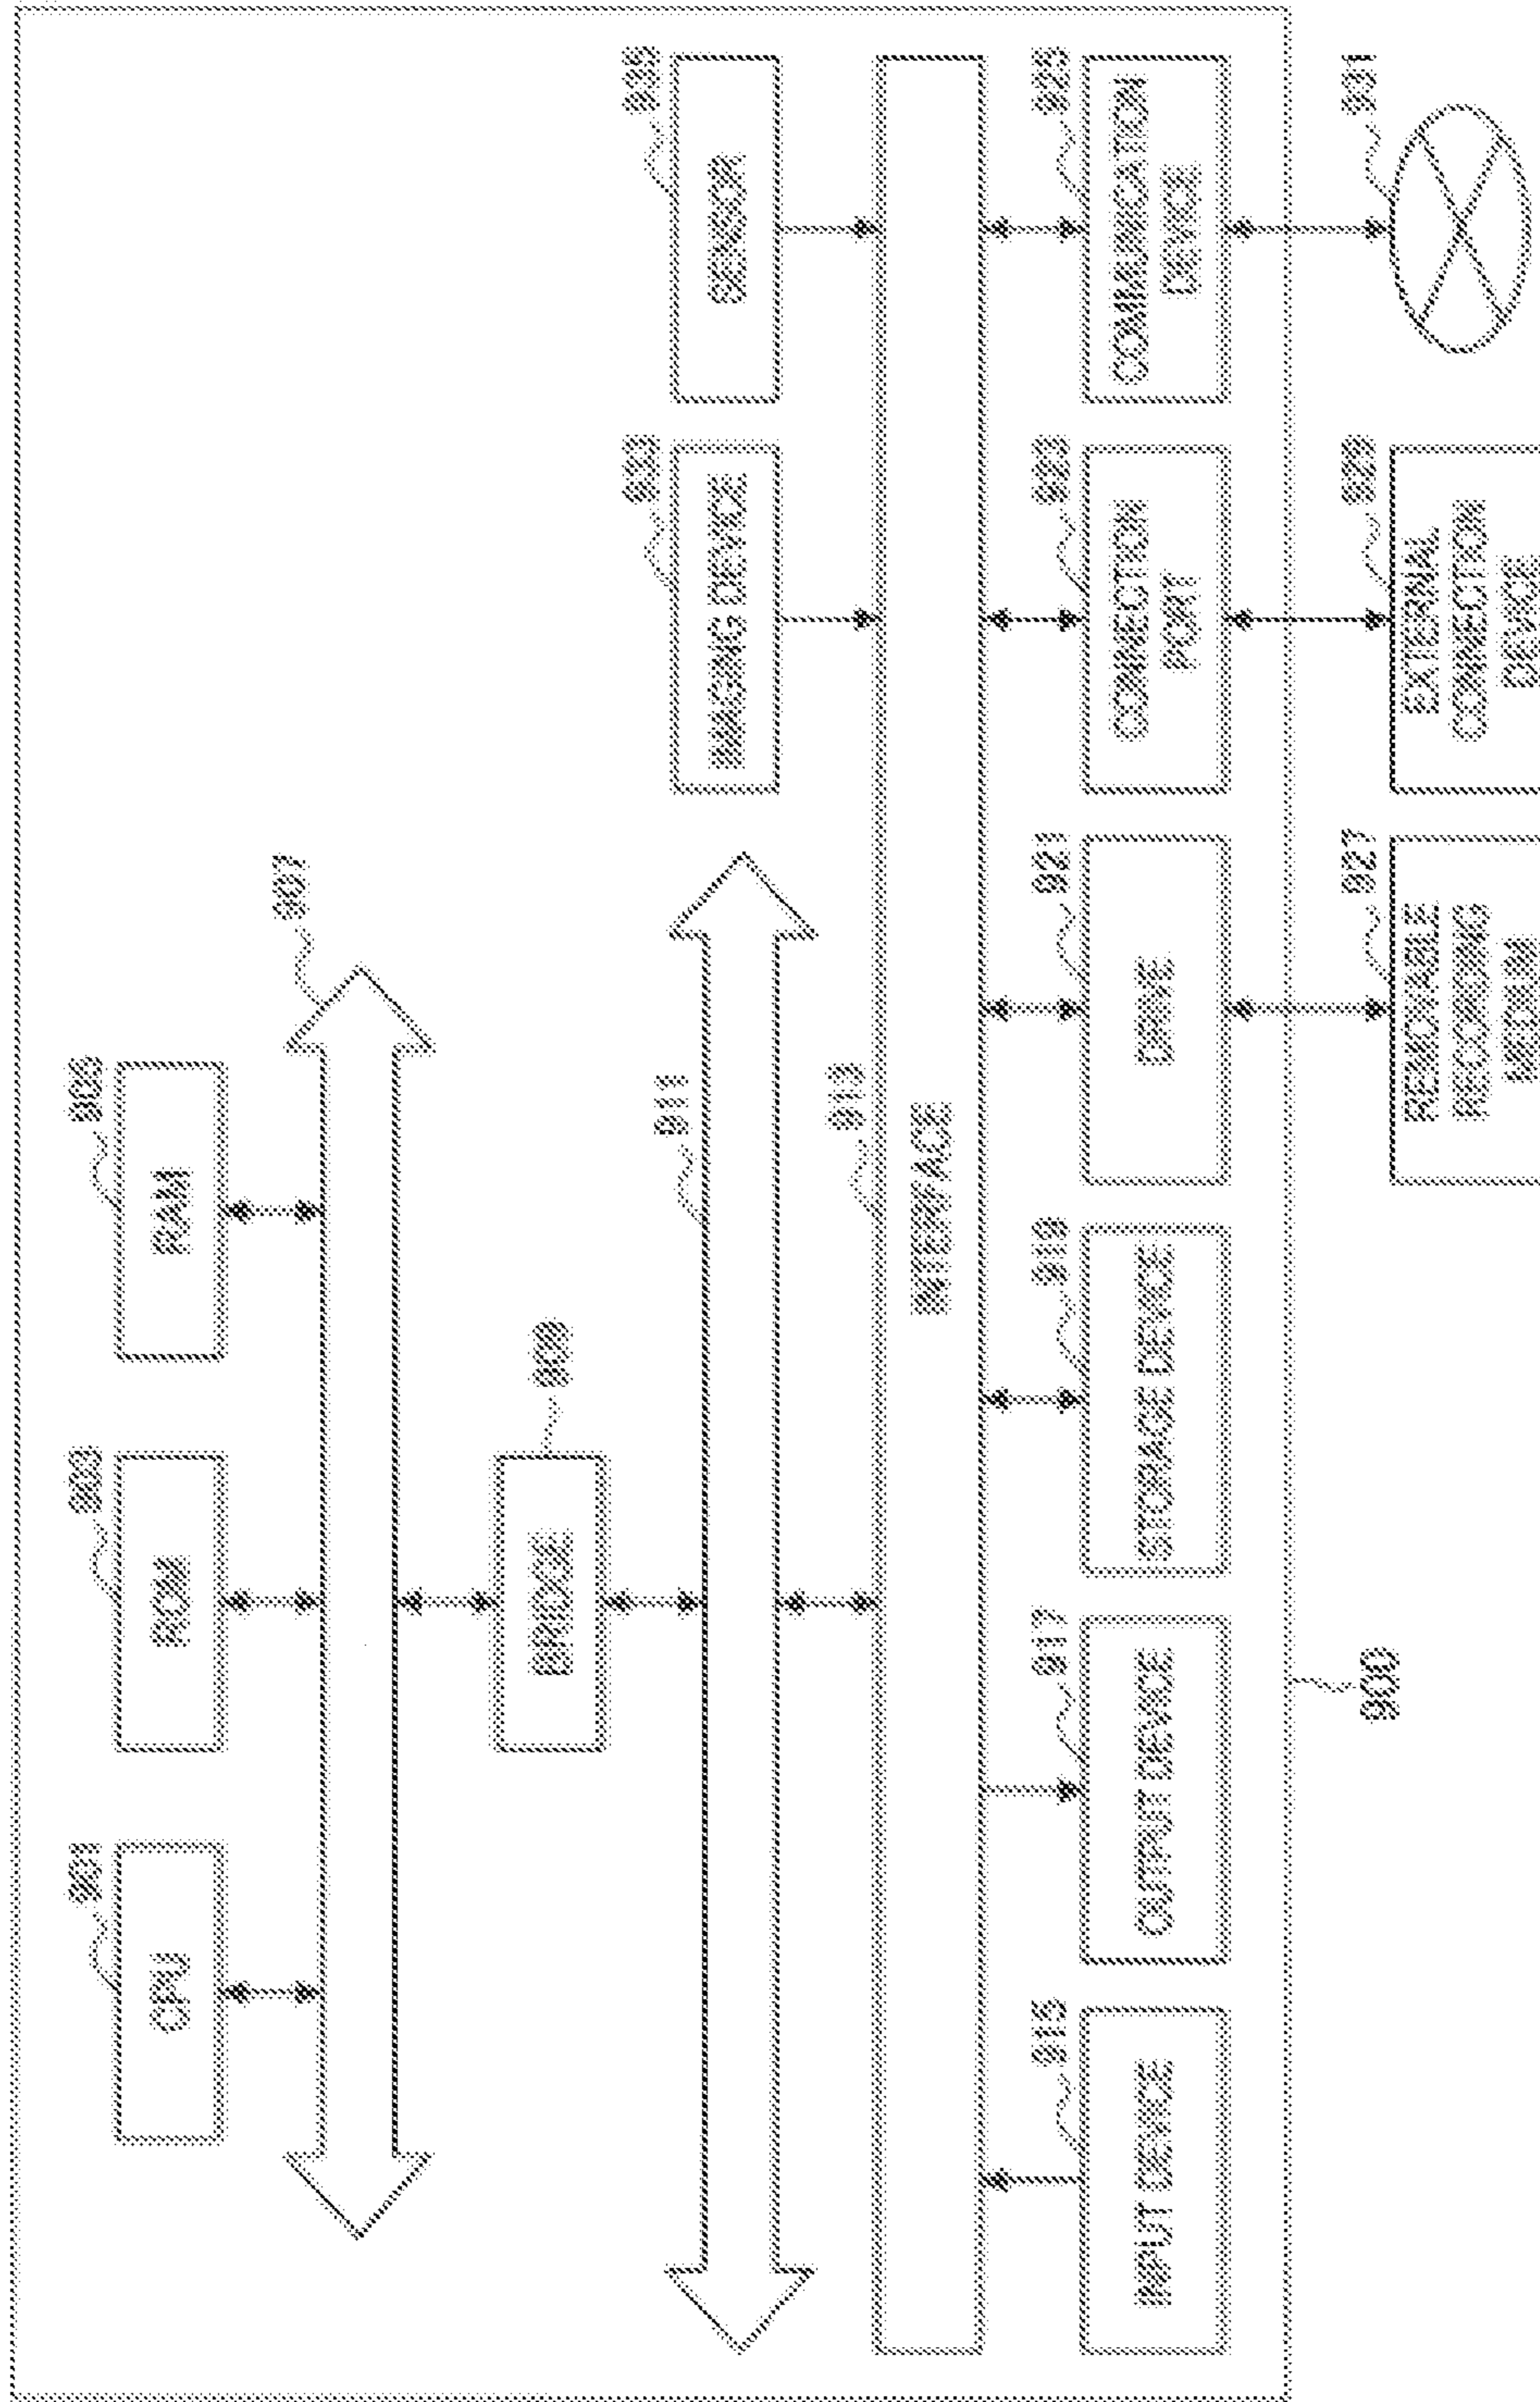 901
CPU
903
ROM
905
RAM
907
909
BRIDGE
911
933
IMAGING DEVICE
935
SENSOR
913
INTERFACE
915
INPUT DEVICE
917
OUTPUT DEVICE
919
STORAGE DEVICE
921
DRIVE
923
CONNECTION
PORT
925
COMMUNICATION
DEVICE
900
927
REMOVABLE
RECORDING
MEDIUM
929
EXTERNAL
CONNECTION
DEVICE
931